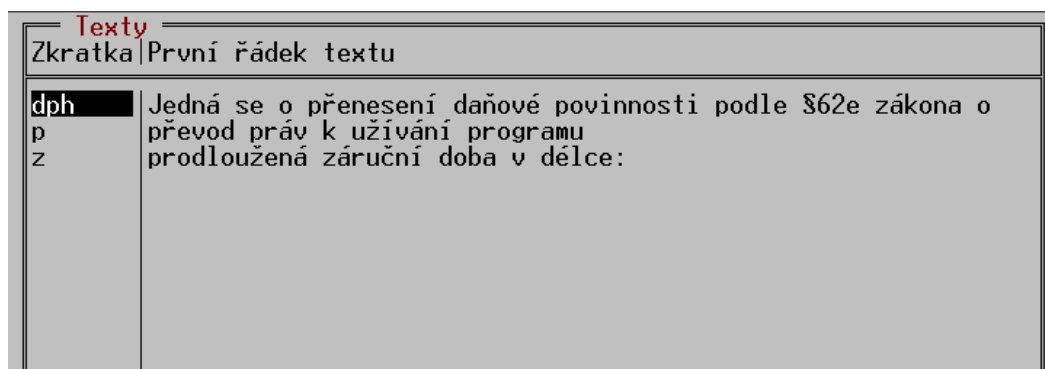 Texty
Zkratka|První řádek textu
dph Jedná se o přenesení daňové povinnosti podle §62e zákona o
p převod práv k užívání programu
z prodloužená záruční doba v délce: